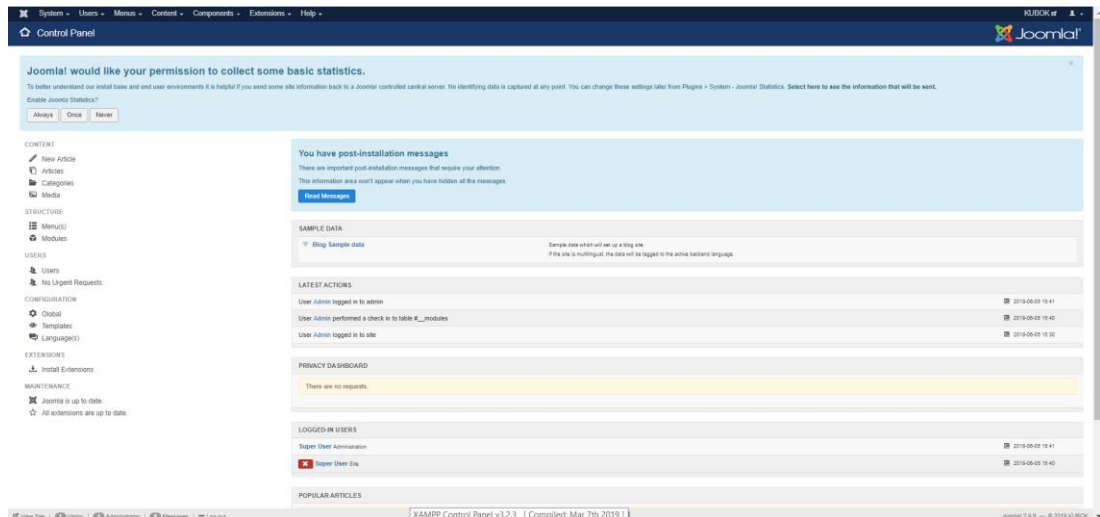 System Users Menus Content Components Extensions Help KUBOK
Control Panel Joomla!
Joomla! would like your permission to collect some basic statistics.
To better understand our install base and end user environments it is helpful if you send some site information back to a Joomla! controlled central server. No identifying data is captured at any point. You can change these settings later from Plugins > System - Joomla! Statistics. Select here to see the information that will be sent.
Enable Joomla Statistics?
Always Once Never
CONTENT
New Article
Articles
Categories
Media
STRUCTURE
Menu(s)
Modules
USERS
Users
No Urgent Requests.
CONFIGURATION
Global
Templates
Language(s)
EXTENSIONS
Install Extensions
MAINTENANCE
Joomla is up to date.
All extensions are up to date.
You have post-installation messages
There are important post-installation messages that require your attention.
This information area won't appear when you have hidden all the messages.
Read Messages
SAMPLE DATA
Blog Sample data
Sample data which will set up a blog site.
If the site is multilingual, the data will be tagged to the active backend language.
LATEST ACTIONS
User Admin logged in to admin 2019-06-05 15:41
User Admin performed a check in to table #__modules 2019-06-05 15:40
User Admin logged in to site
PRIVACY DASHBOARD
There are no requests.
LOGGED-IN USERS
Super User Administration 2019-06-05 15:41
Super User Site 2019-06-05 15:40
POPULAR ARTICLES
View Site Visitor Administrator Messages Log out
XAMPP Control Panel v3.2.3 [ Compiled: Mar 7th 2019 ]
© 2019 KUBOK